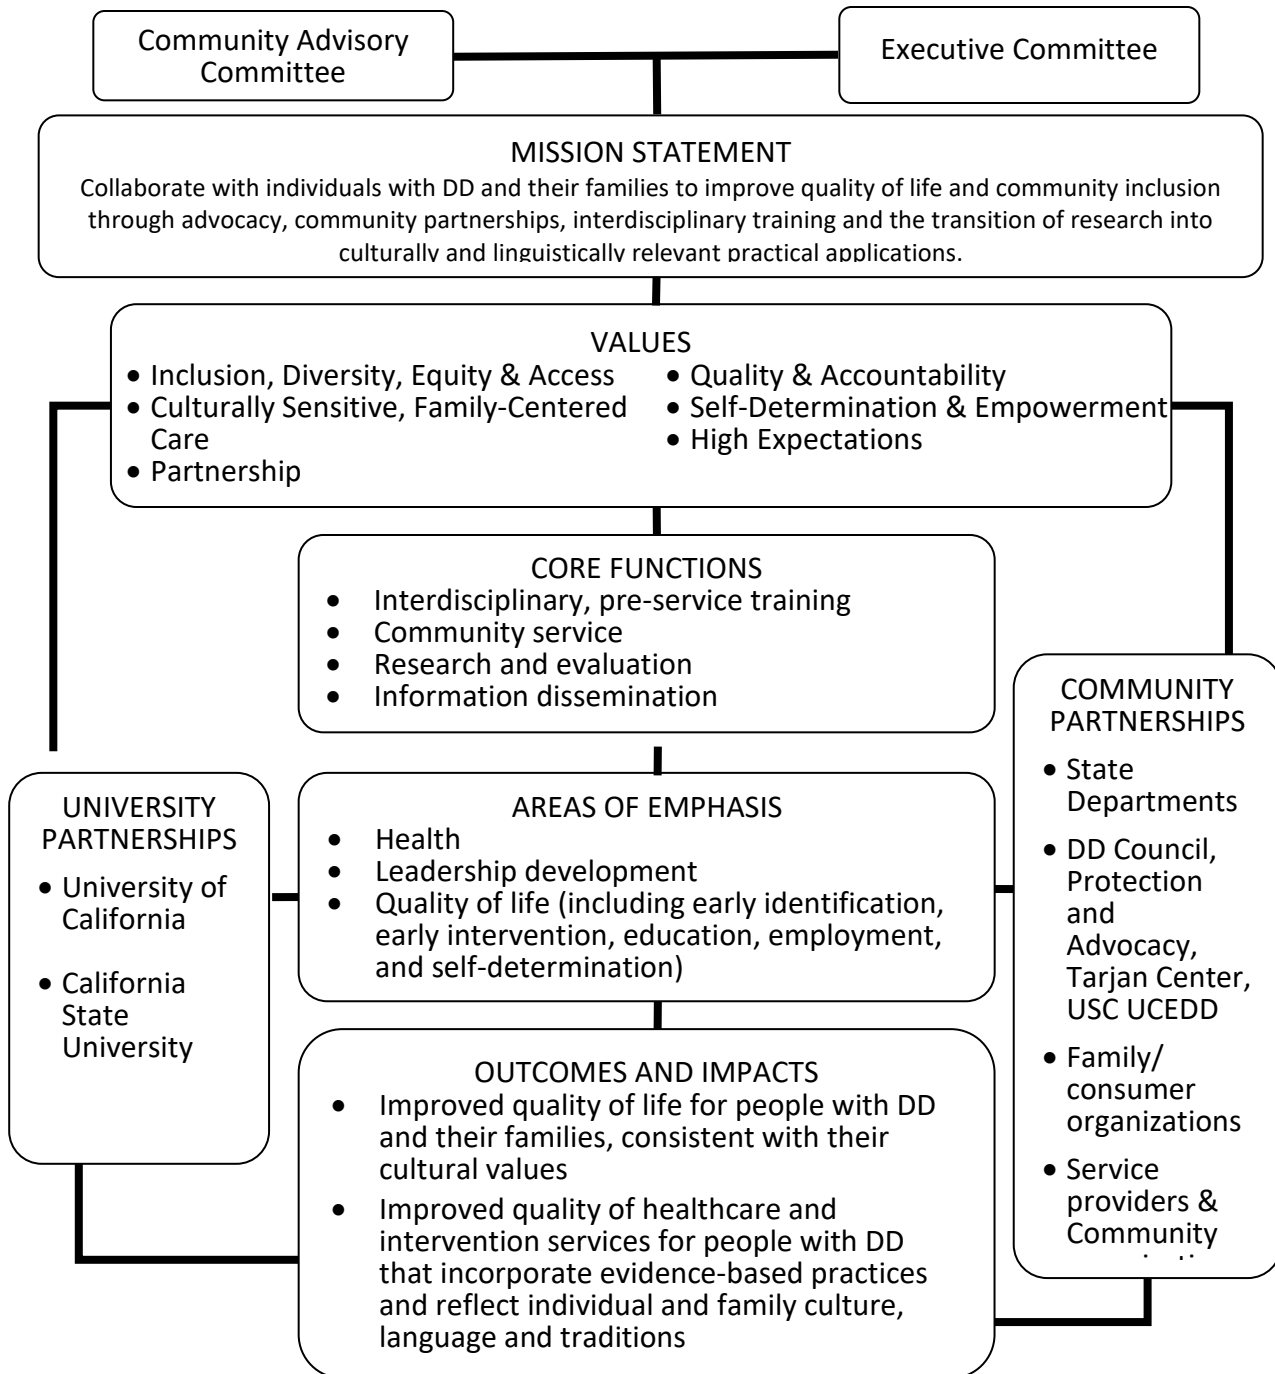 Community Advisory
Committee
Executive Committee
MISSION STATEMENT
Collaborate with individuals with DD and their families to improve quality of life and community inclusion
through advocacy, community partnerships, interdisciplinary training and the transition of research into
culturally and linguistically relevant practical applications.
VALUES
• Inclusion, Diversity, Equity & Access
• Culturally Sensitive, Family-Centered
Care
• Partnership
• Quality & Accountability
• Self-Determination & Empowerment
• High Expectations
CORE FUNCTIONS
• Interdisciplinary, pre-service training
• Community service
• Research and evaluation
• Information dissemination
UNIVERSITY
PARTNERSHIPS
• University of
California
• California
State
University
AREAS OF EMPHASIS
• Health
• Leadership development
• Quality of life (including early identification,
early intervention, education, employment,
and self-determination)
COMMUNITY
PARTNERSHIPS
• State
Departments
• DD Council,
Protection
and
Advocacy,
Tarjan Center,
USC UCEDD
• Family/
consumer
organizations
• Service
providers &
Community
OUTCOMES AND IMPACTS
• Improved quality of life for people with DD
and their families, consistent with their
cultural values
• Improved quality of healthcare and
intervention services for people with DD
that incorporate evidence-based practices
and reflect individual and family culture,
language and traditions